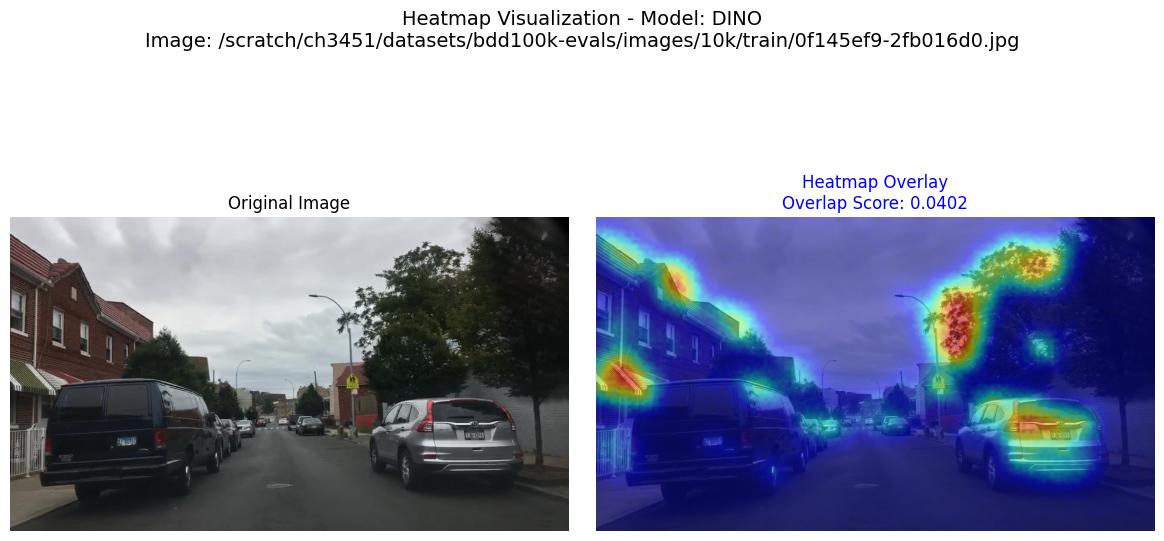 Heatmap Visualization - Model: DINO
Image: /scratch/ch3451/datasets/bdd100k-evals/images/10k/train/0f145ef9-2fb016d0.jpg
Original Image
Heatmap Overlay
Overlap Score: 0.0402